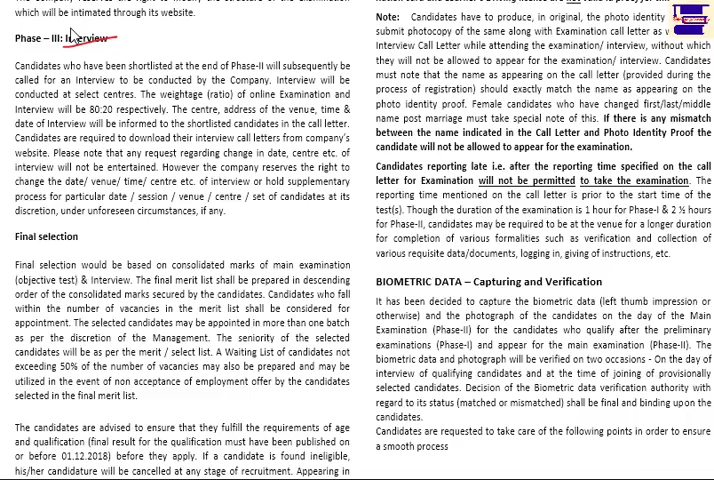 which will be intimated through its website.
Phase – III: Interview
Candidates who have been shortlisted at the end of Phase-II will subsequently be
called for an Interview to be conducted by the Company. Interview will be
conducted at select centres. The weightage (ratio) of online Examination and
Interview will be 80:20 respectively. The centre, address of the venue, time &
date of Interview will be informed to the shortlisted candidates in the call letter.
Candidates are required to download their interview call letters from company's
website. Please note that any request regarding change in date, centre etc. of
interview will not be entertained. However the company reserves the right to
change the date/ venue/ time/ centre etc. of interview or hold supplementary
process for particular date / session / venue / centre / set of candidates at its
discretion, under unforeseen circumstances, if any.
Final selection
Final selection would be based on consolidated marks of main examination
(objective test) & Interview. The final merit list shall be prepared in descending
order of the consolidated marks secured by the candidates. Candidates who fall
within the number of vacancies in the merit list shall be considered for
appointment. The selected candidates may be appointed in more than one batch
as per the discretion of the Management. The seniority of the selected
candidates will be as per the merit / select list. A Waiting List of candidates not
exceeding 50% of the number of vacancies may also be prepared and may be
utilized in the event of non acceptance of employment offer by the candidates
selected in the final merit list.
The candidates are advised to ensure that they fulfill the requirements of age
and qualification (final result for the qualification must have been published on
or before 01.12.2018) before they apply. If a candidate is found ineligible,
his/her candidature will be cancelled at any stage of recruitment. Appearing in
Note: Candidates have to produce, in original, the photo identity
submit photocopy of the same along with Examination call letter as
Interview Call Letter while attending the examination/ interview, without which
they will not be allowed to appear for the examination/ interview. Candidates
must note that the name as appearing on the call letter (provided during the
process of registration) should exactly match the name as appearing on the
photo identity proof. Female candidates who have changed first/last/middle
name post marriage must take special note of this. If there is any mismatch
between the name indicated in the Call Letter and Photo Identity Proof the
candidate will not be allowed to appear for the examination.
Candidates reporting late i.e. after the reporting time specified on the call
letter for Examination will not be permitted to take the examination. The
reporting time mentioned on the call letter is prior to the start time of the
test(s). Though the duration of the examination is 1 hour for Phase-I & 2 ½ hours
for Phase-II, candidates may be required to be at the venue for a longer duration
for completion of various formalities such as verification and collection of
various requisite data/documents, logging in, giving of instructions, etc.
BIOMETRIC DATA – Capturing and Verification
It has been decided to capture the biometric data (left thumb impression or
otherwise) and the photograph of the candidates on the day of the Main
Examination (Phase-II) for the candidates who qualify after the preliminary
examinations (Phase-I) and appear for the main examination (Phase-II). The
biometric data and photograph will be verified on two occasions - On the day of
interview of qualifying candidates and at the time of joining of provisionally
selected candidates. Decision of the Biometric data verification authority with
regard to its status (matched or mismatched) shall be final and binding upon the
candidates.
Candidates are requested to take care of the following points in order to ensure
a smooth process